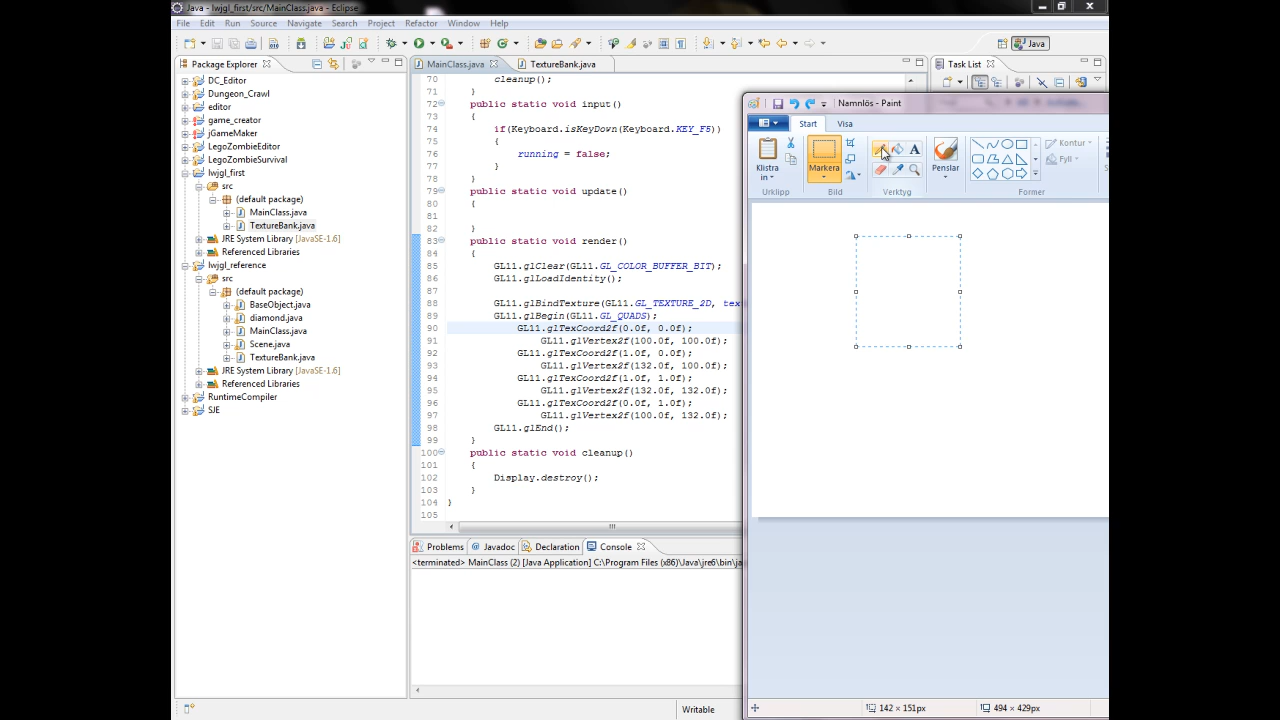 Java - lwjgl_first/src/MainClass.java - Eclipse
File Edit Run Source Navigate Search Project Refactor Window Help
Java
Package Explorer
DC_Editor
Dungeon_Crawl
editor
game_creator
jGameMaker
LegoZombieEditor
LegoZombieSurvival
lwjgl_first
src
(default package)
MainClass.java
TextureBank.java
JRE System Library [JavaSE-1.6]
Referenced Libraries
lwjgl_reference
src
(default package)
BaseObject.java
diamond.java
MainClass.java
Scene.java
TextureBank.java
JRE System Library [JavaSE-1.6]
Referenced Libraries
RuntimeCompiler
SJE
MainClass.java TextureBank.java
70 cleanup();
71 }
72 public static void input()
73 {
74 if(Keyboard.isKeyDown(Keyboard.KEY_F5))
75 {
76 running = false;
77 }
78 }
79 public static void update()
80 {
81
82 }
83 public static void render()
84 {
85 GL11.glClear(GL11.GL_COLOR_BUFFER_BIT);
86 GL11.glLoadIdentity();
87
88 GL11.glBindTexture(GL11.GL_TEXTURE_2D, tex
89 GL11.glBegin(GL11.GL_QUADS);
90 GL11.glTexCoord2f(0.0f, 0.0f);
91 GL11.glVertex2f(100.0f, 100.0f);
92 GL11.glTexCoord2f(1.0f, 0.0f);
93 GL11.glVertex2f(132.0f, 100.0f);
94 GL11.glTexCoord2f(1.0f, 1.0f);
95 GL11.glVertex2f(132.0f, 132.0f);
96 GL11.glTexCoord2f(0.0f, 1.0f);
97 GL11.glVertex2f(100.0f, 132.0f);
98 GL11.glEnd();
99 }
100 public static void cleanup()
101 {
102 Display.destroy();
103 }
104 }
105
Problems Javadoc Declaration Console
<terminated> MainClass (2) [Java Application] C:\Program Files (x86)\Java\jre6\bin\ja
Writable
Task List
Namnlös - Paint
Start Visa
Klistra in
Markera
A
Penslar
Kontur
Fyll
Urklipp Bild Verktyg Former
142 × 151px 494 × 429px